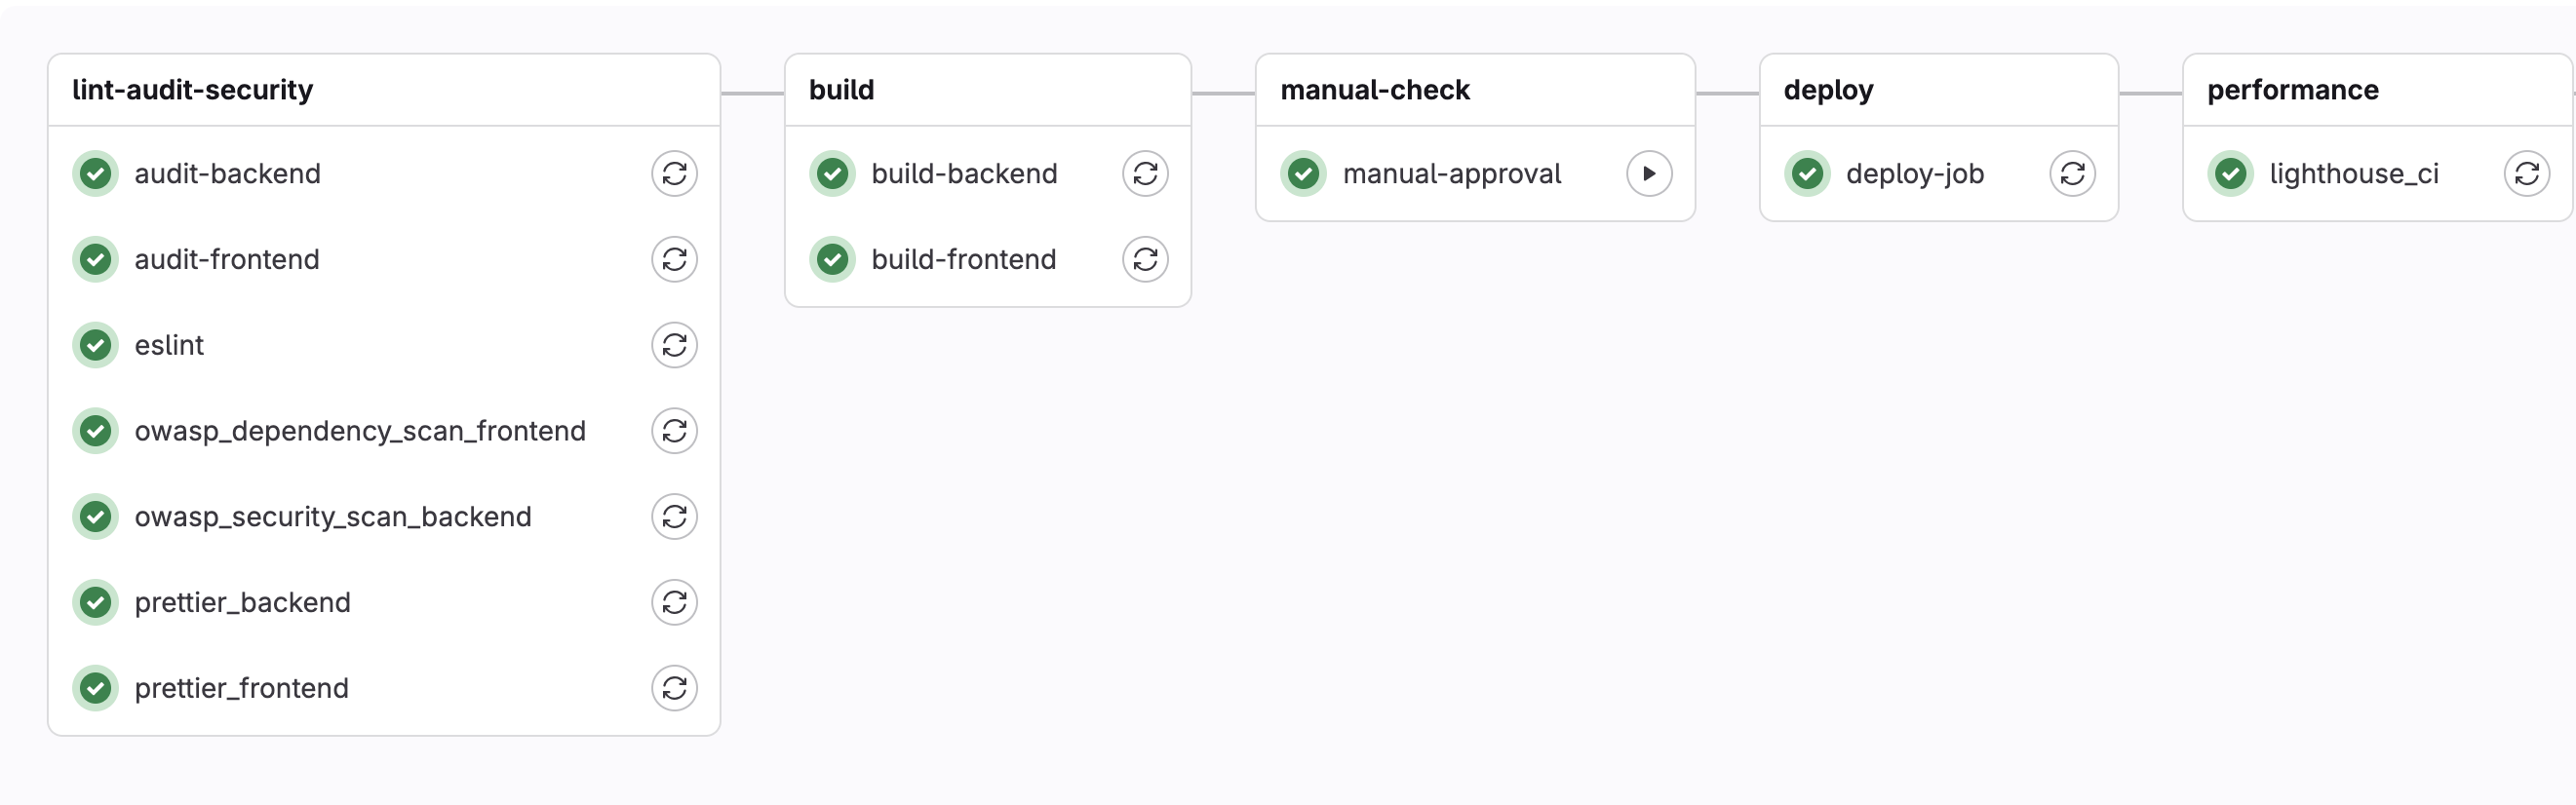 lint-audit-security
audit-backend
audit-frontend
eslint
owasp_dependency_scan_frontend
owasp_security_scan_backend
prettier_backend
prettier_frontend
build
build-backend
build-frontend
manual-check
manual-approval
deploy
deploy-job
performance
lighthouse_ci